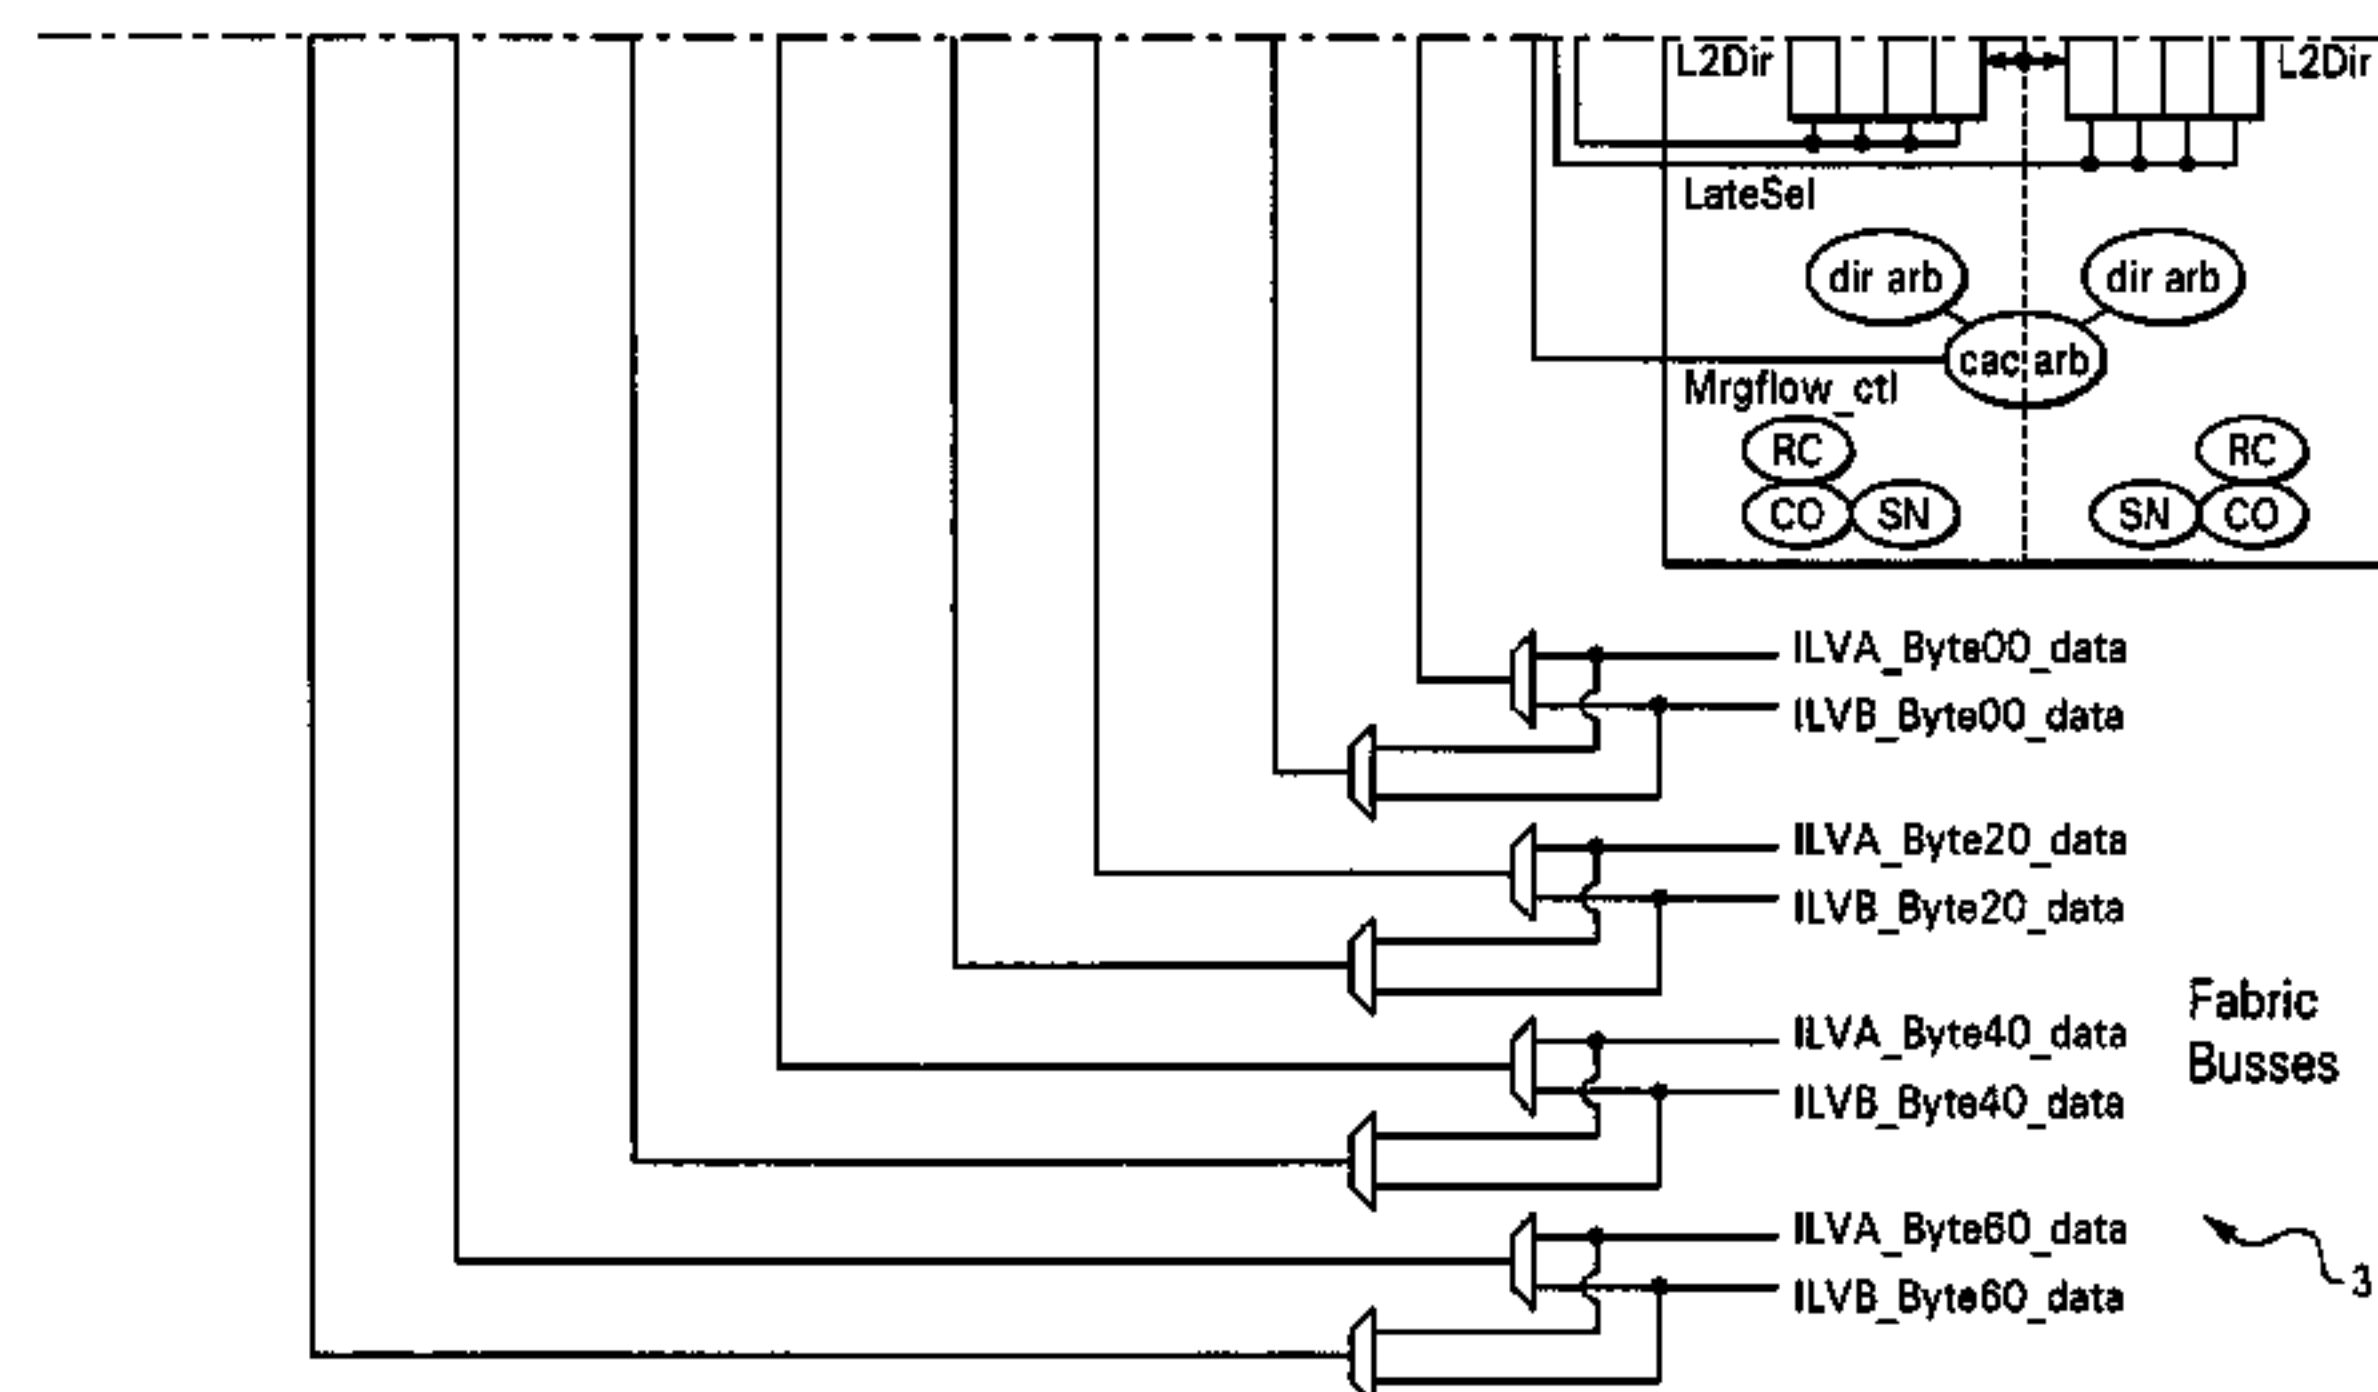 L2Dir L2Dir
LateSel
dir arb dir arb
cac arb
Mrgflow_ctl
RC RC
CO SN SN CO
ILVA_Byte00_data
ILVB_Byte00_data
ILVA_Byte20_data
ILVB_Byte20_data
Fabric
Busses
ILVA_Byte40_data
ILVB_Byte40_data
ILVA_Byte60_data
ILVB_Byte60_data
3